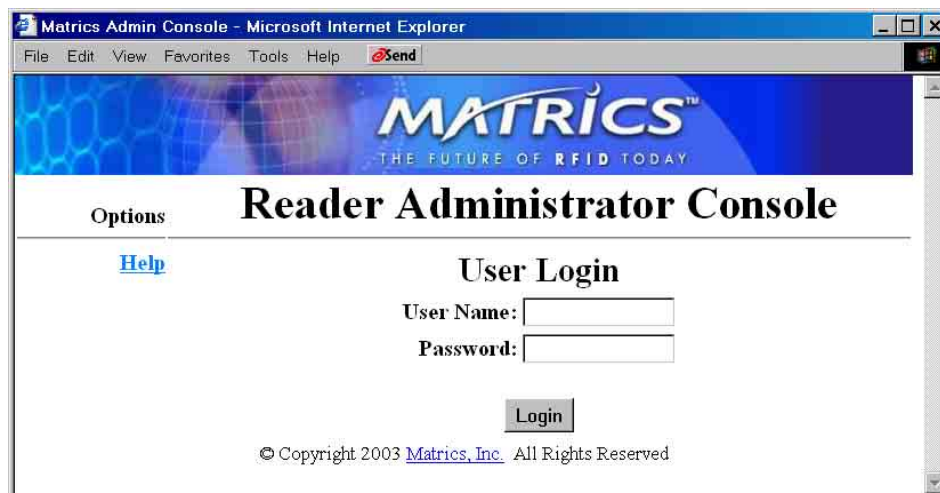 Matrics Admin Console - Microsoft Internet Explorer
File Edit View Favorites Tools Help eSend
MATRICS™
THE FUTURE OF RFID TODAY
Options
Reader Administrator Console
Help
User Login
User Name:
Password:
Login
© Copyright 2003 Matrics, Inc. All Rights Reserved